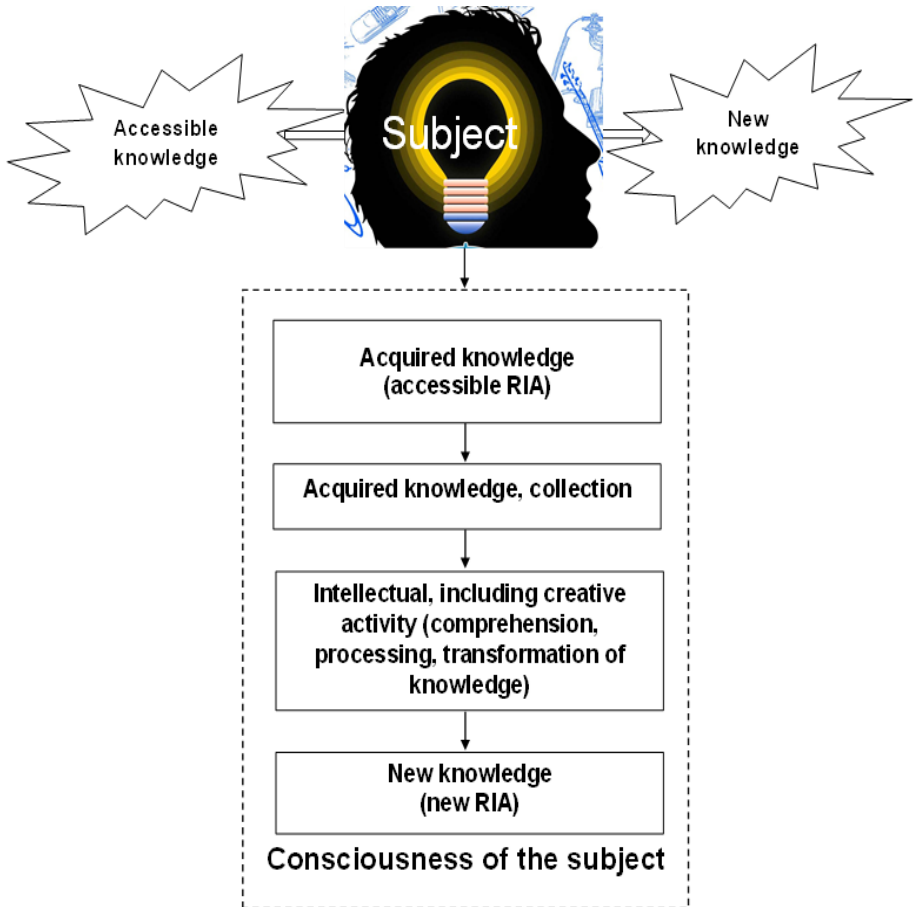 Accessible
knowledge
Subject
New
knowledge
Acquired knowledge
(accessible RIA)
Acquired knowledge, collection
Intellectual, including creative
activity (comprehension,
processing, transformation of
knowledge)
New knowledge
(new RIA)
Consciousness of the subject